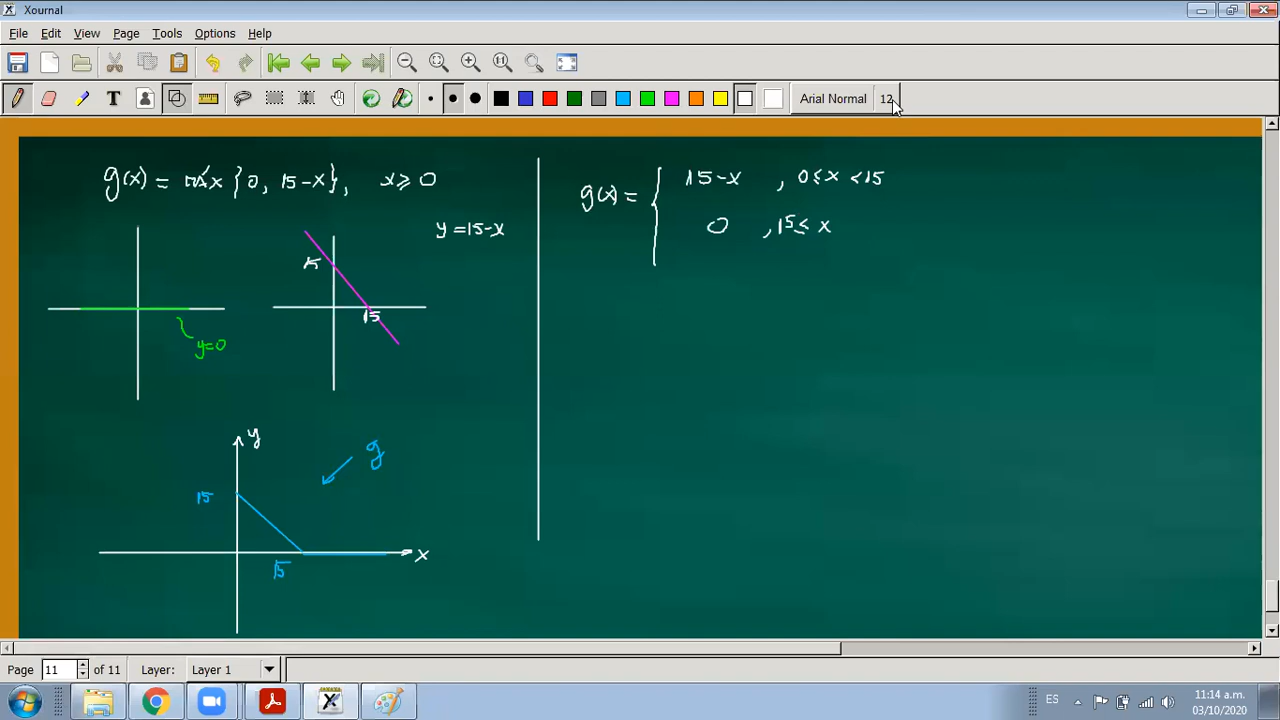 Xournal
File Edit View Page Tools Options Help
Arial Normal 12
g(x) = máx {0, 15-x}, x ≥ 0
y = 15-x
15
15
y=0
y
g
15
15
x
g(x) = { 15-x , 0 ≤ x < 15
0 , 15 ≤ x
Page 11 of 11 Layer: Layer 1
ES 11:14 a.m.
03/10/2020